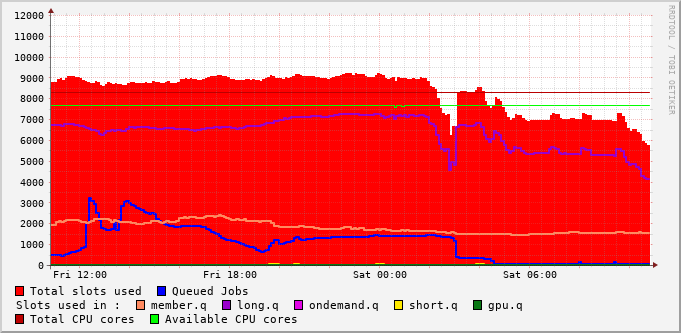 RRDTOOL / TOBI OETIKER
12000
11000
10000
9000
8000
7000
6000
5000
4000
3000
2000
1000
0
Fri 12:00 Fri 18:00 Sat 00:00 Sat 06:00
Total slots used Queued Jobs
Slots used in : member.q long.q ondemand.q short.q gpu.q
Total CPU cores Available CPU cores